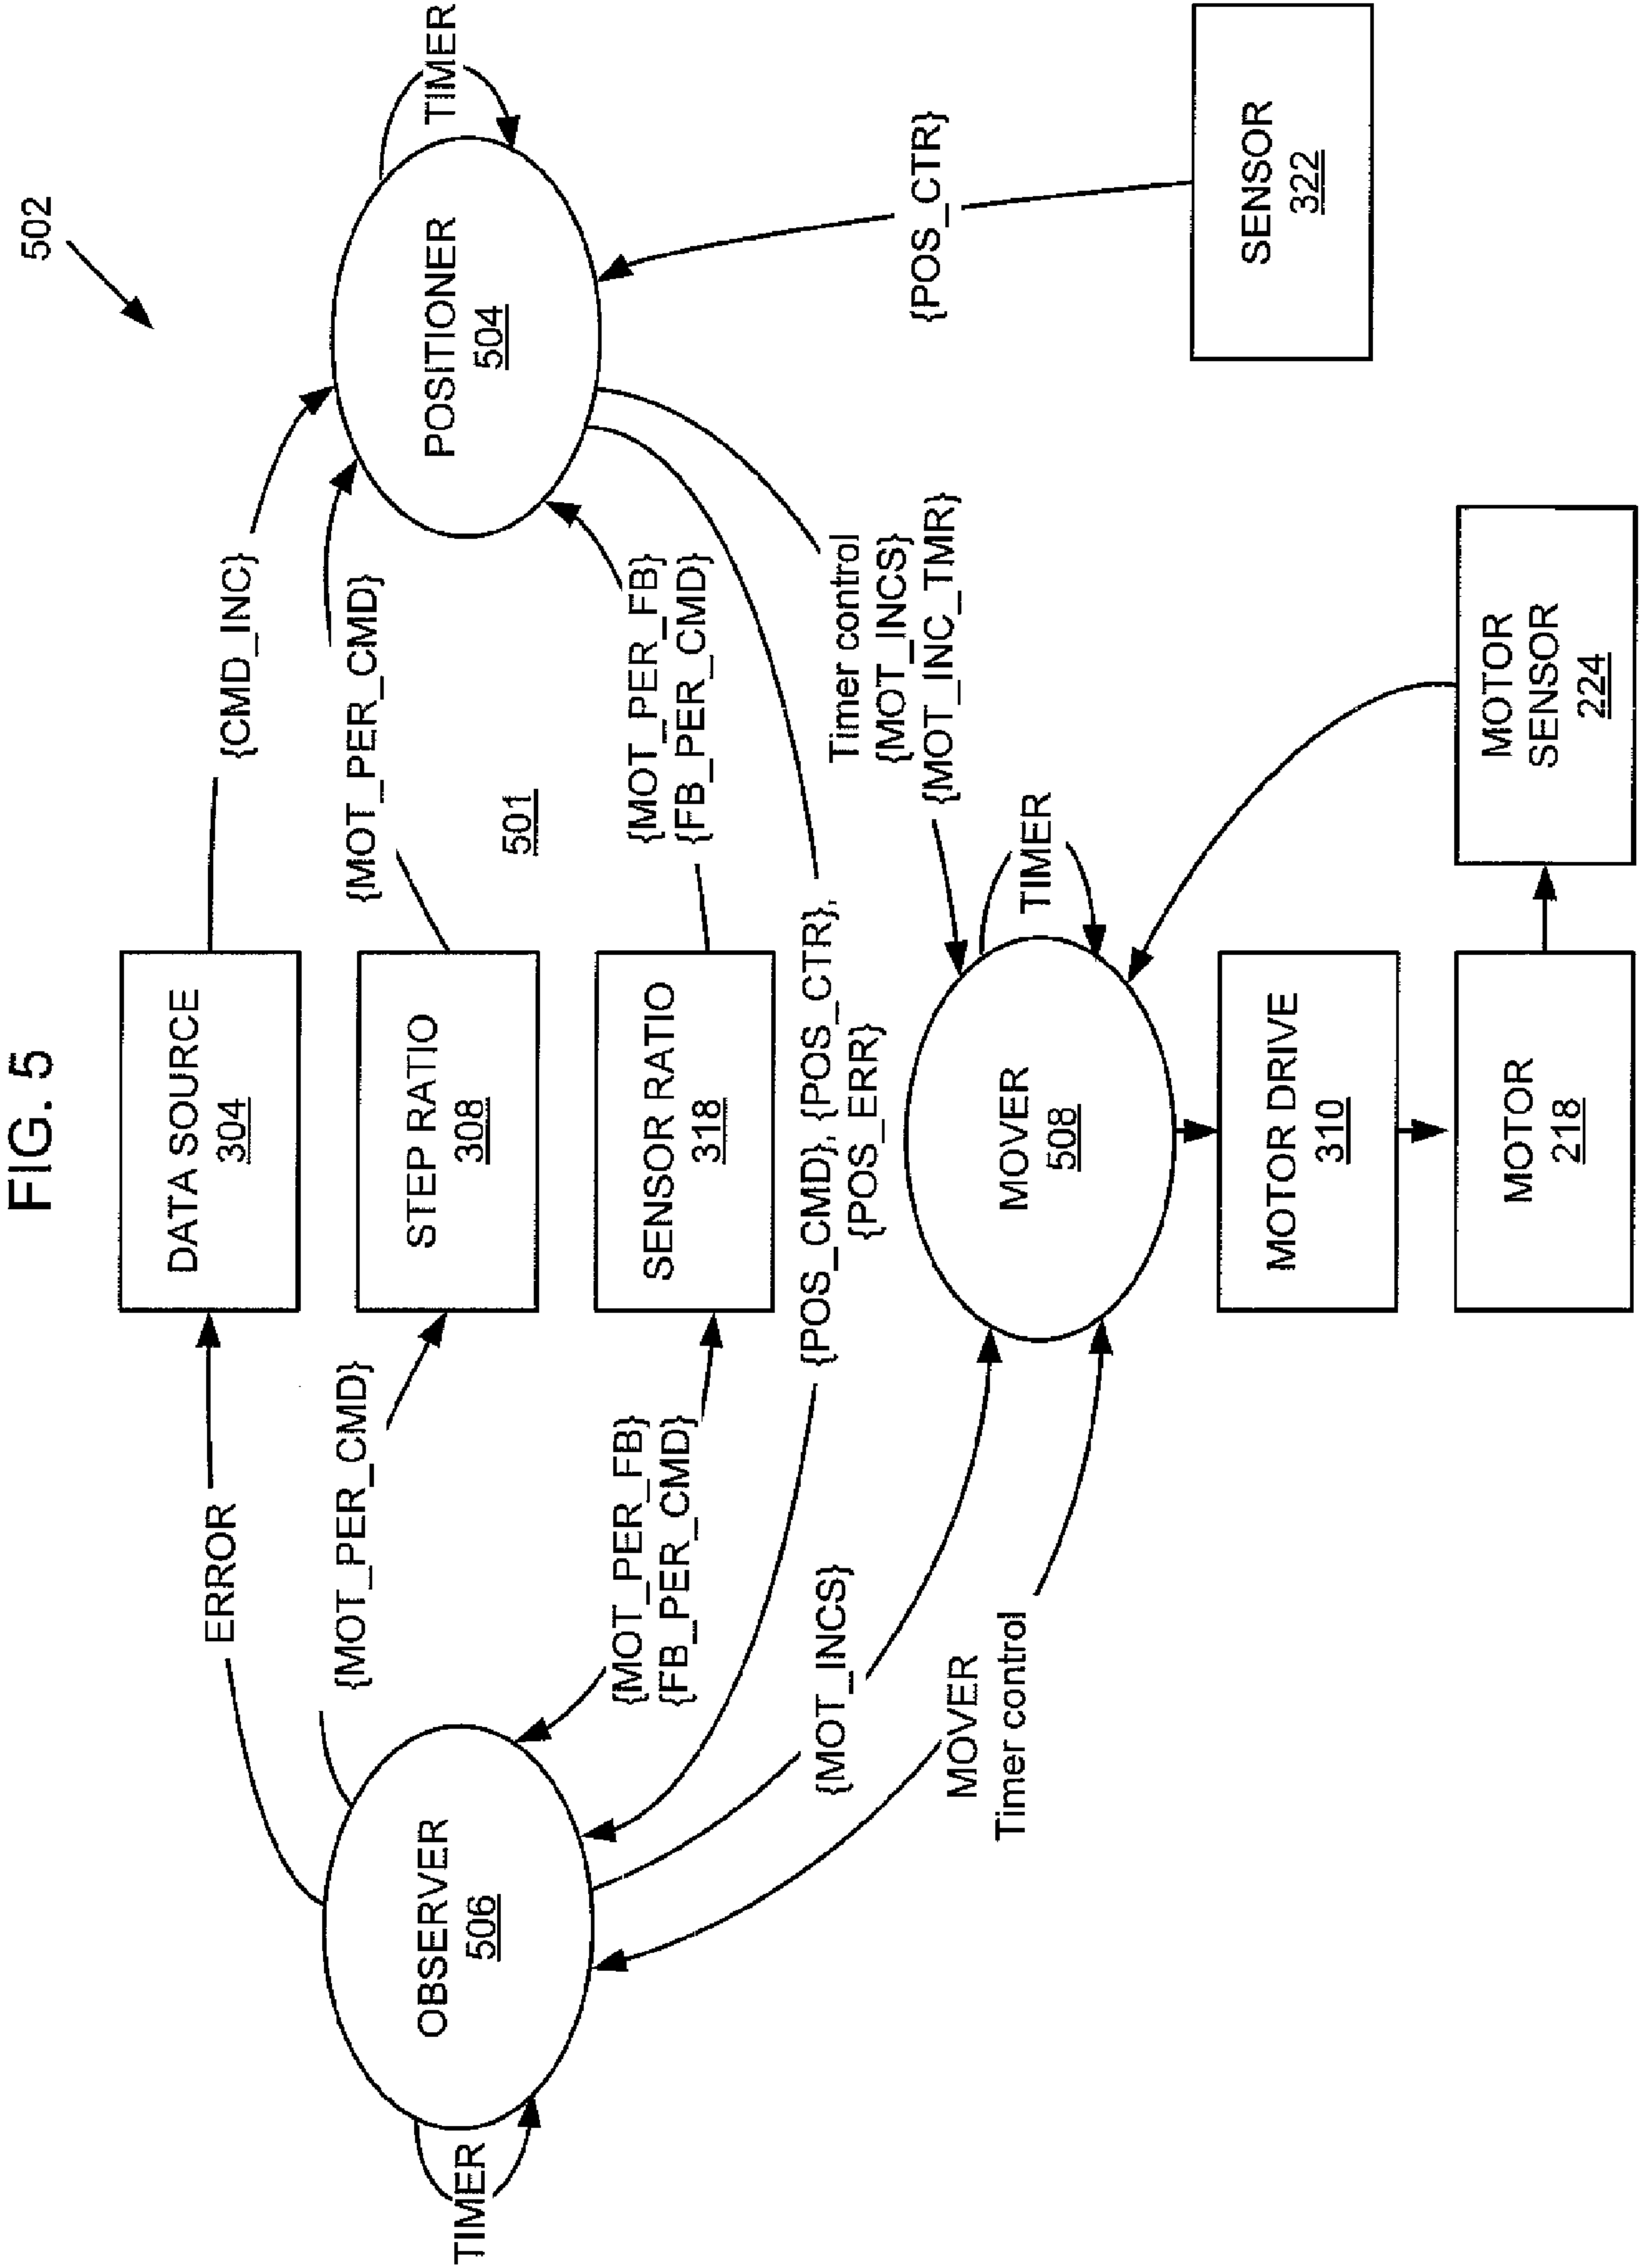 FIG. 5
502
DATA SOURCE
304
STEP RATIO
308
SENSOR RATIO
318
501
ERROR
{MOT_PER_CMD}
{MOT_PER_FB}
{FB_PER_CMD}
{CMD_INC}
{MOT_PER_CMD}
{MOT_PER_FB}
{FB_PER_CMD}
TIMER
OBSERVER
506
POSITIONER
504
TIMER
{POS_CMD}, {POS_CTR},
{POS_ERR}
{MOT_INCS}
MOVER
Timer control
Timer control
{MOT_INCS}
{MOT_INC_TMR}
{POS_CTR}
TIMER
MOVER
508
MOTOR DRIVE
310
MOTOR
218
MOTOR
SENSOR
224
SENSOR
322